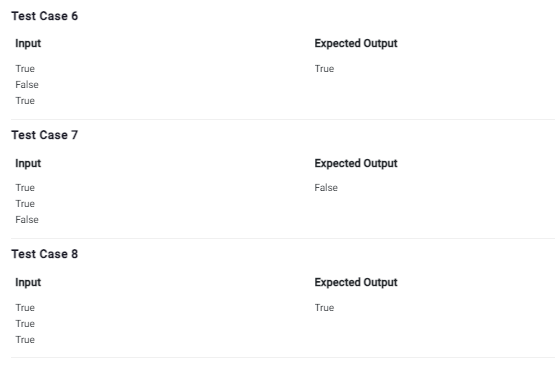 Test Case 6
Input Expected Output
True True
False
True
Test Case 7
Input Expected Output
True False
True
False
Test Case 8
Input Expected Output
True True
True
True